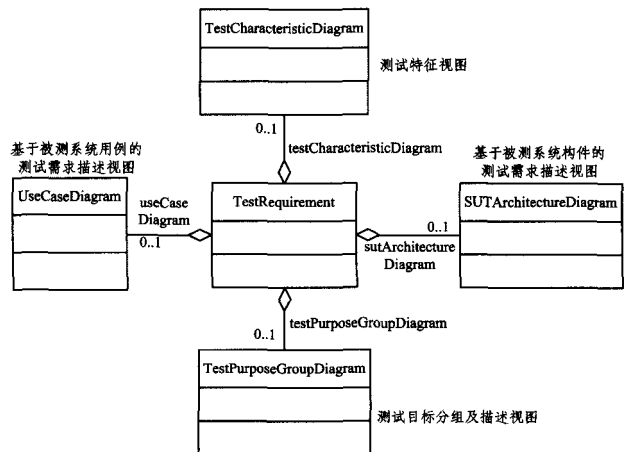 TestCharacteristicDiagram
测试特征视图
0..1
testCharacteristicDiagram
基于被测系统用例的
测试需求描述视图
UseCaseDiagram
useCase
Diagram
0..1
TestRequirement
基于被测系统构件的
测试需求描述视图
SUTArchitectureDiagram
0..1
sutArchitecture
Diagram
testPurposeGroupDiagram
0..1
TestPurposeGroupDiagram
测试目标分组及描述视图